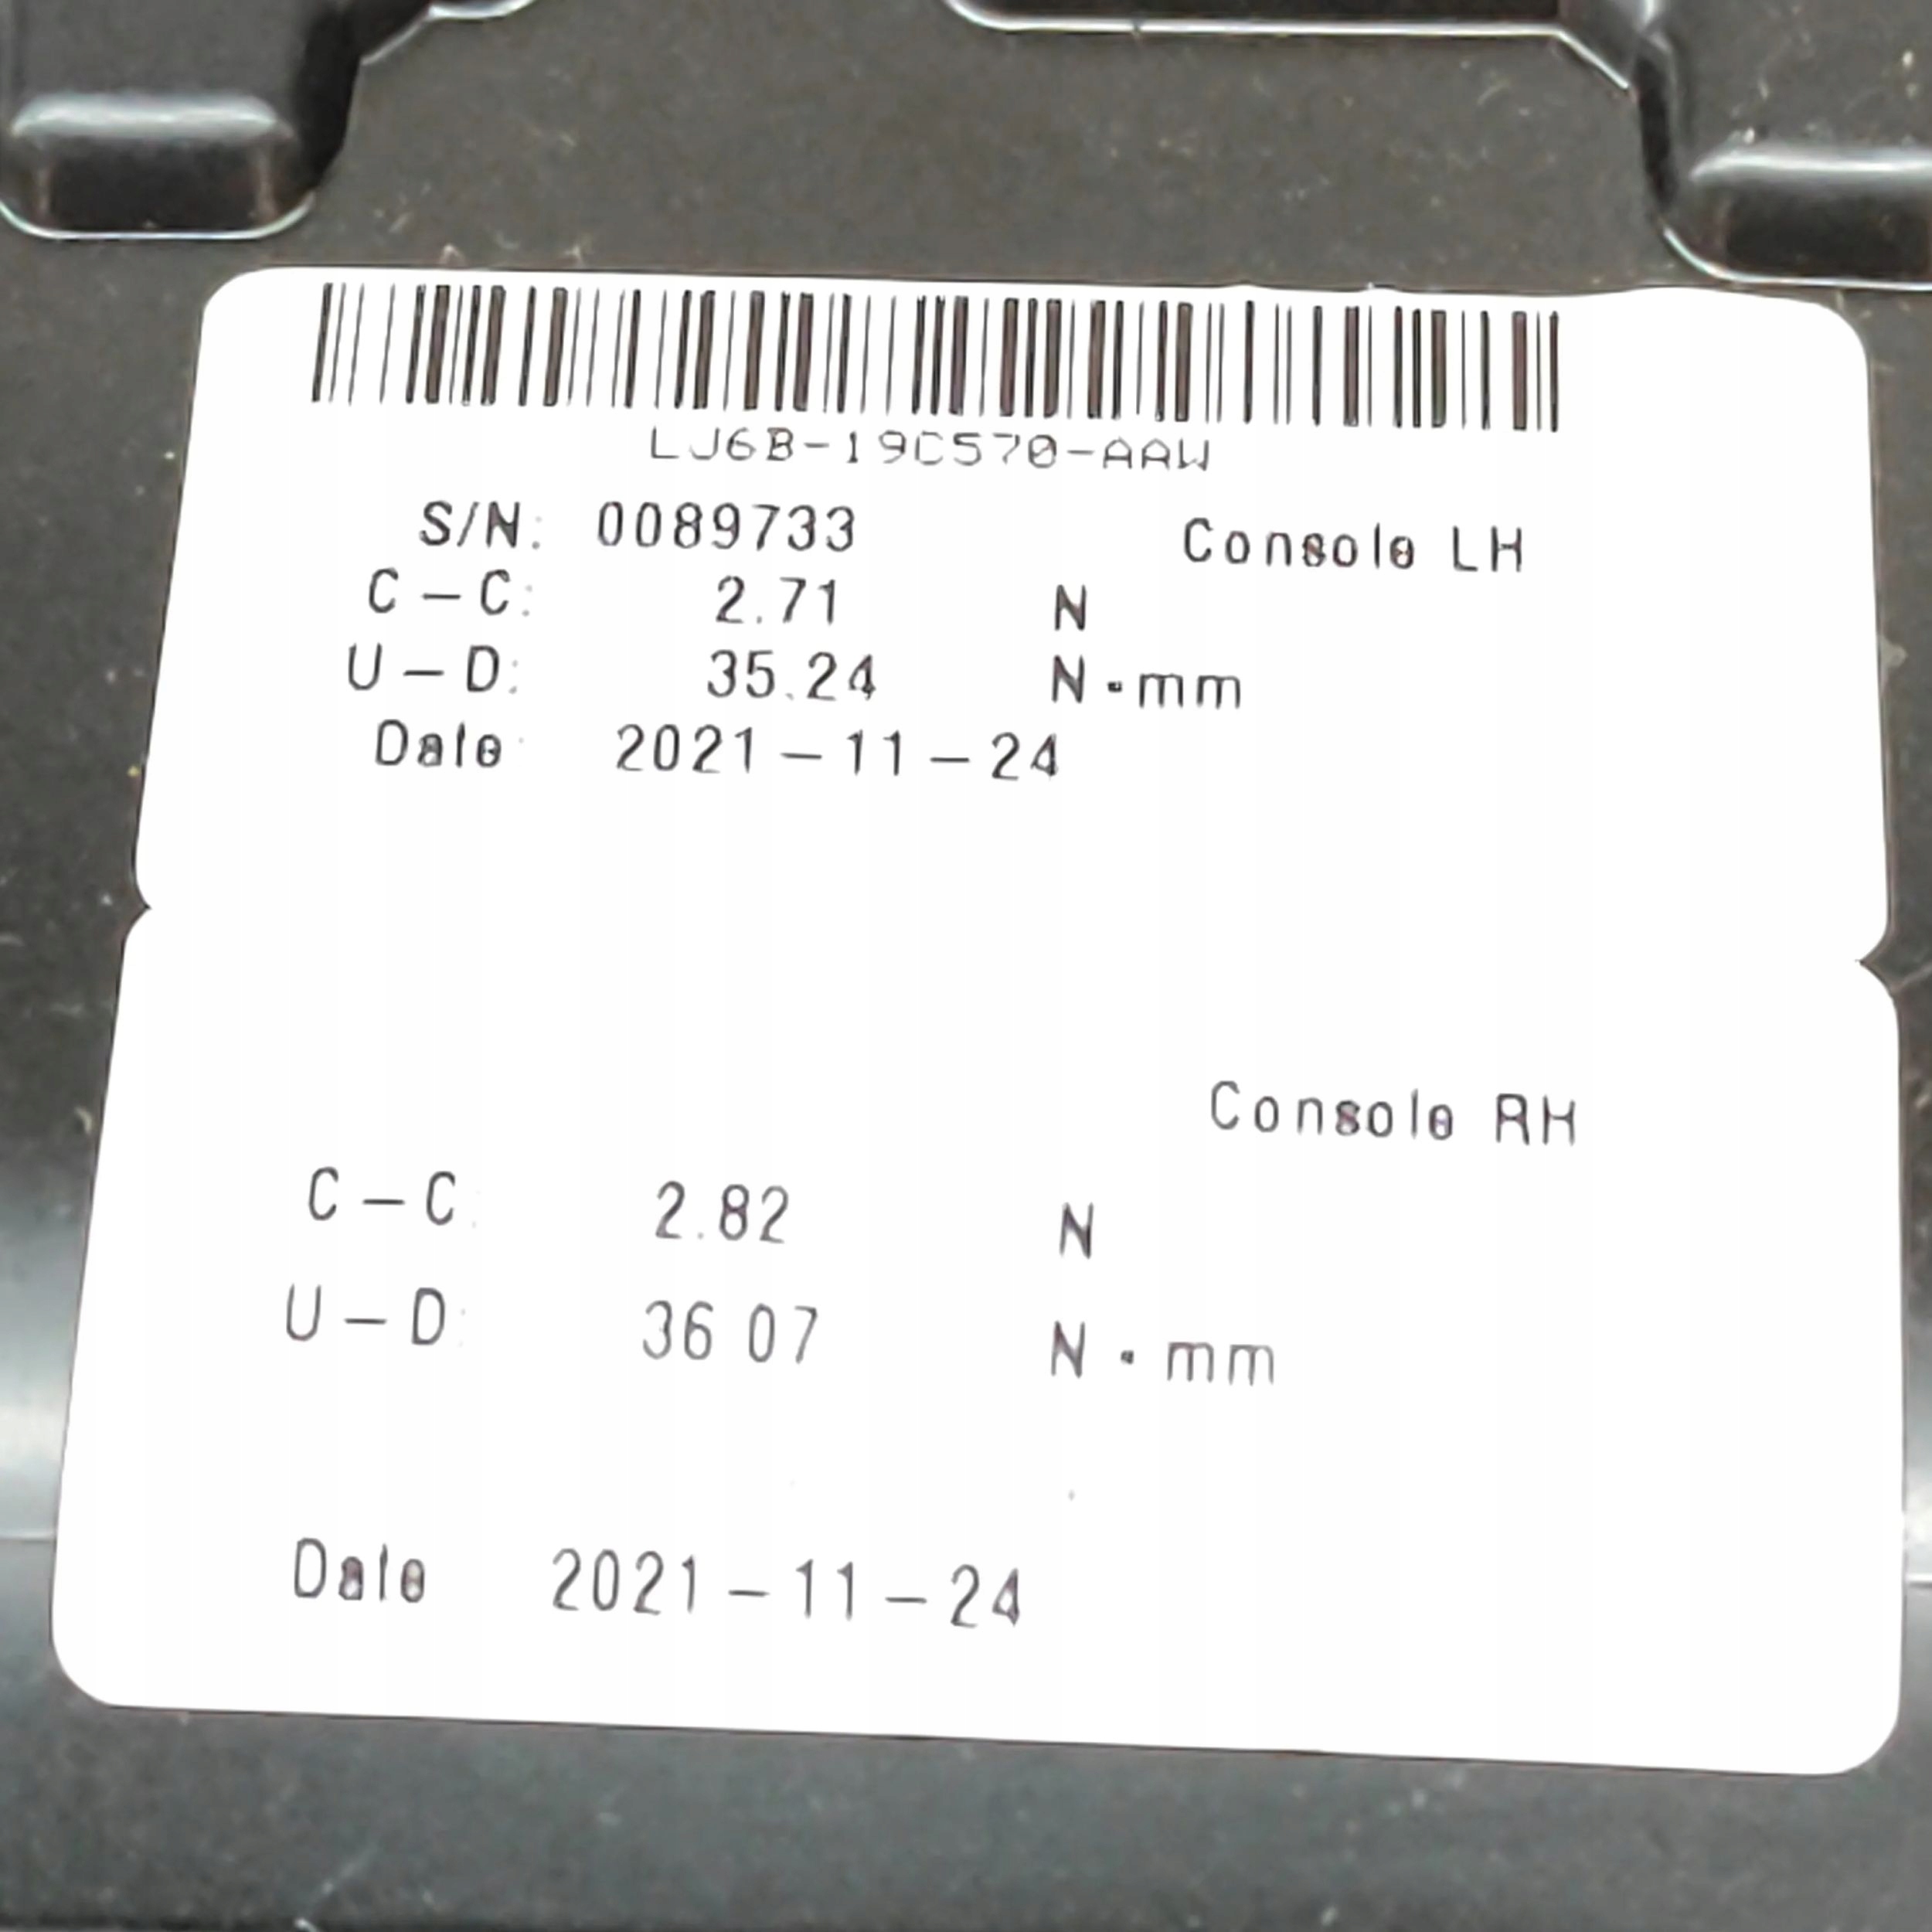 LJ6B-19C570-AAW
S/N: 0089733 Console LH
C-C: 2.71 N
U-D: 35.24 N·mm
Date: 2021-11-24
Console RH
C-C: 2.82 N
U-D: 36.07 N·mm
Date 2021-11-24